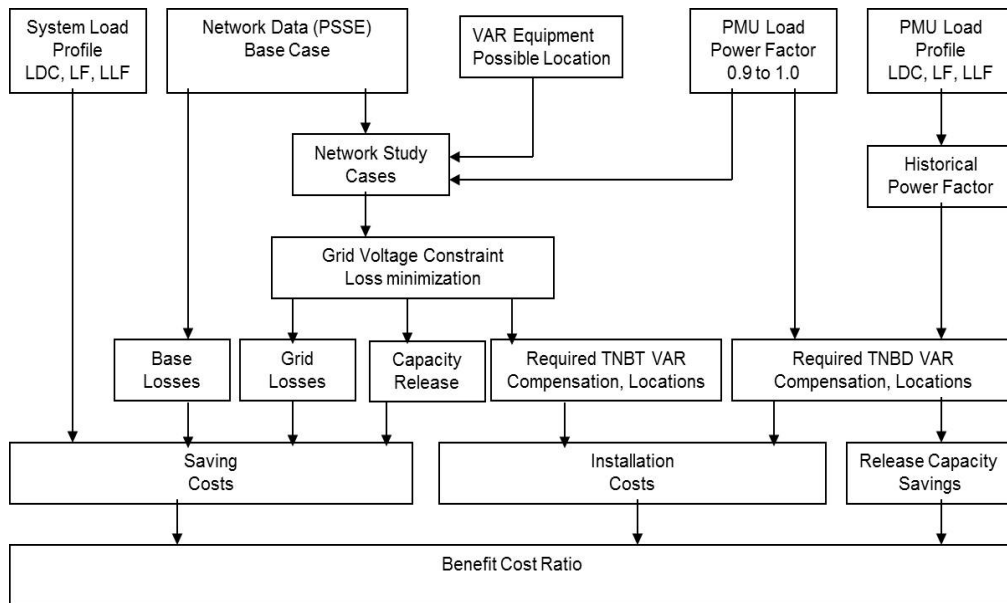 System Load
Profile
LDC, LF, LLF
Network Data (PSSE)
Base Case
VAR Equipment
Possible Location
PMU Load
Power Factor
0.9 to 1.0
PMU Load
Profile
LDC, LF, LLF
Network Study
Cases
Historical
Power Factor
Grid Voltage Constraint
Loss minimization
Base
Losses
Grid
Losses
Capacity
Release
Required TNBT VAR
Compensation, Locations
Required TNBD VAR
Compensation, Locations
Saving
Costs
Installation
Costs
Release Capacity
Savings
Benefit Cost Ratio